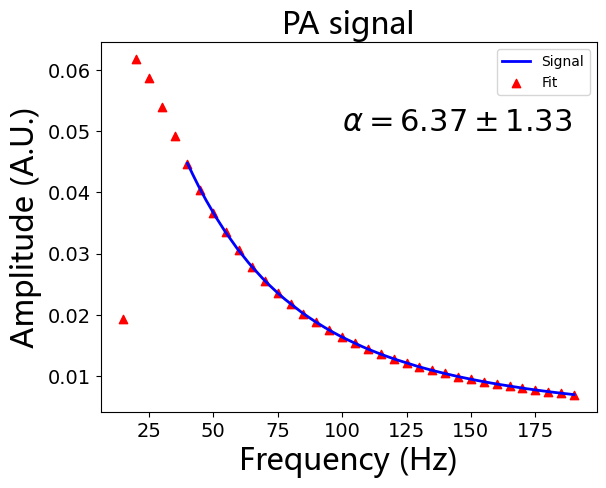 PA signal
Signal
Fit
α = 6.37 ± 1.33
Amplitude (A.U.)
0.06
0.05
0.04
0.03
0.02
0.01
25 50 75 100 125 150 175
Frequency (Hz)